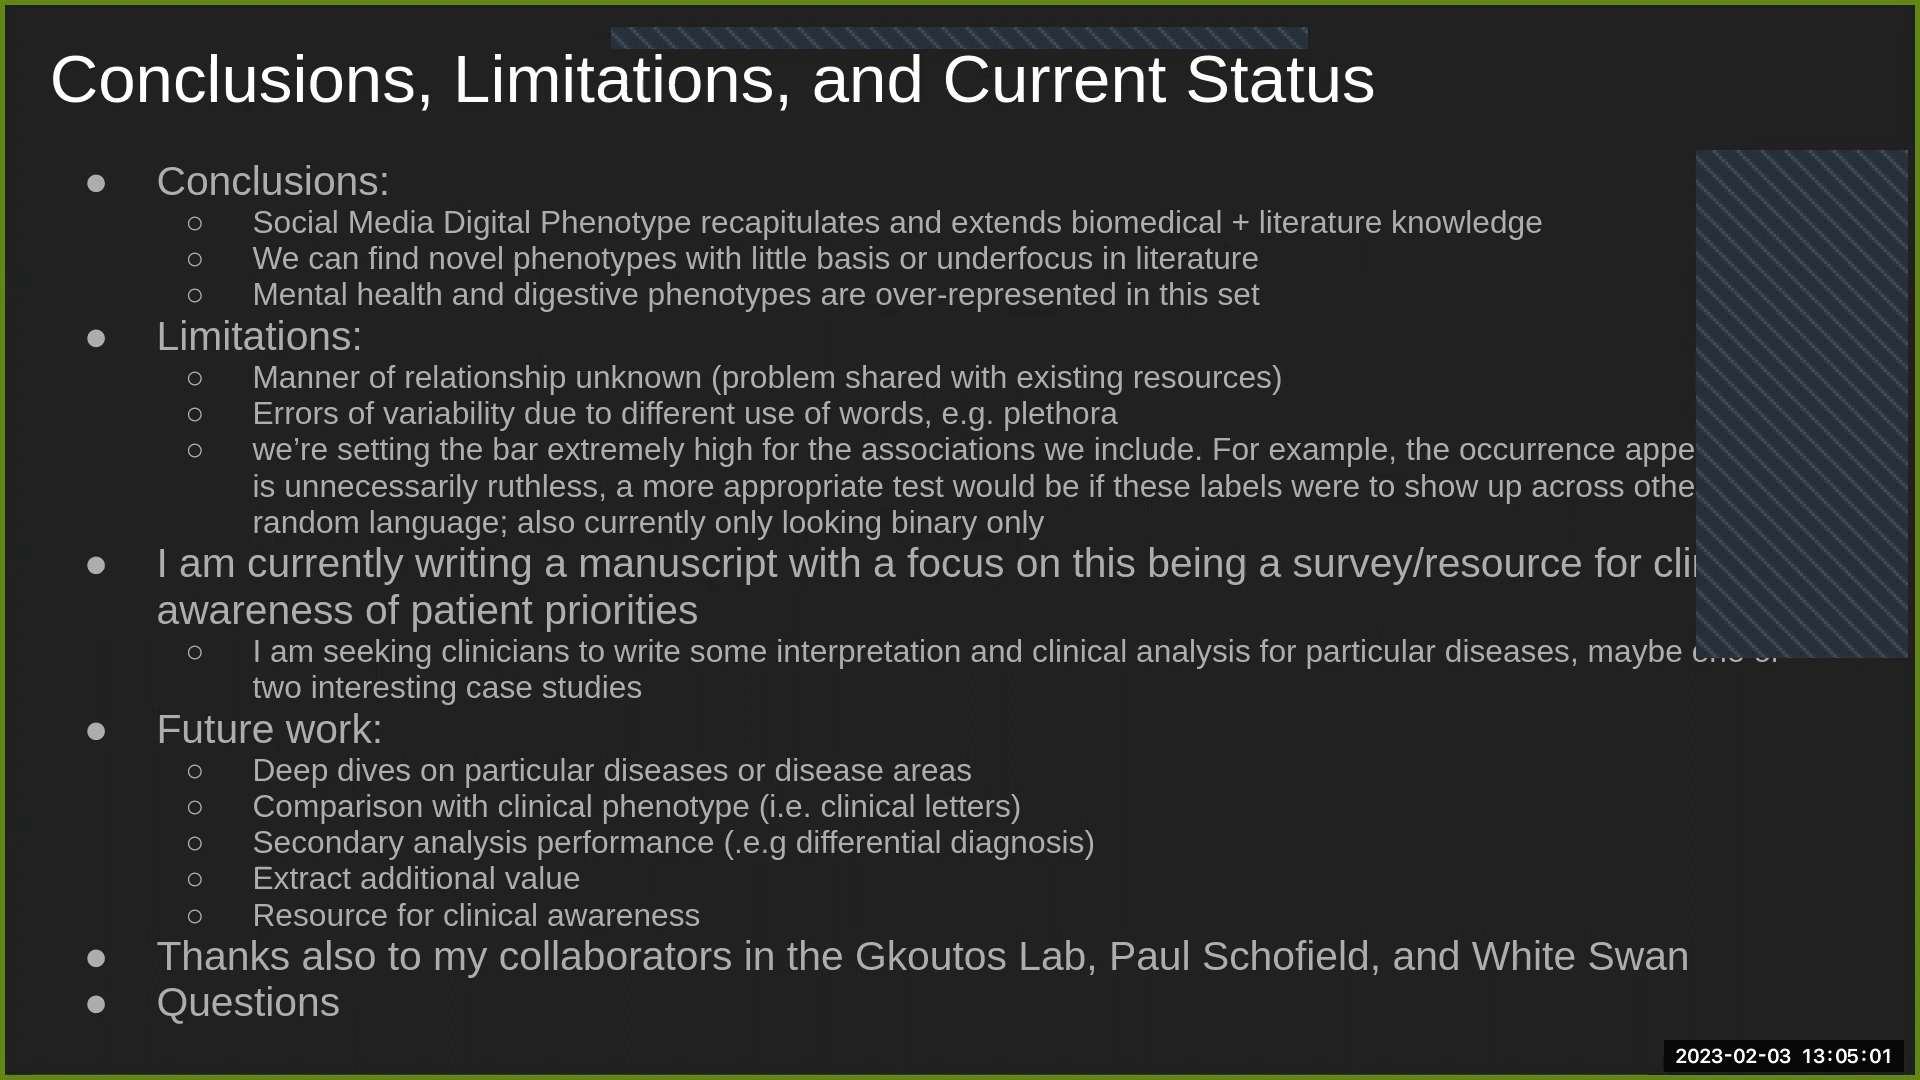 Conclusions, Limitations, and Current Status
● Conclusions:
○ Social Media Digital Phenotype recapitulates and extends biomedical + literature knowledge
○ We can find novel phenotypes with little basis or underfocus in literature
○ Mental health and digestive phenotypes are over-represented in this set
● Limitations:
○ Manner of relationship unknown (problem shared with existing resources)
○ Errors of variability due to different use of words, e.g. plethora
○ we’re setting the bar extremely high for the associations we include. For example, the occurrence
is unnecessarily ruthless, a more appropriate test would be if these labels were to show up across
random language; also currently only looking binary only
● I am currently writing a manuscript with a focus on this being a survey/resource for
awareness of patient priorities
○ I am seeking clinicians to write some interpretation and clinical analysis for particular diseases, maybe
two interesting case studies
● Future work:
○ Deep dives on particular diseases or disease areas
○ Comparison with clinical phenotype (i.e. clinical letters)
○ Secondary analysis performance (.e.g differential diagnosis)
○ Extract additional value
○ Resource for clinical awareness
● Thanks also to my collaborators in the Gkoutos Lab, Paul Schofield, and White Swan
● Questions
2023-02-03 13:05:01